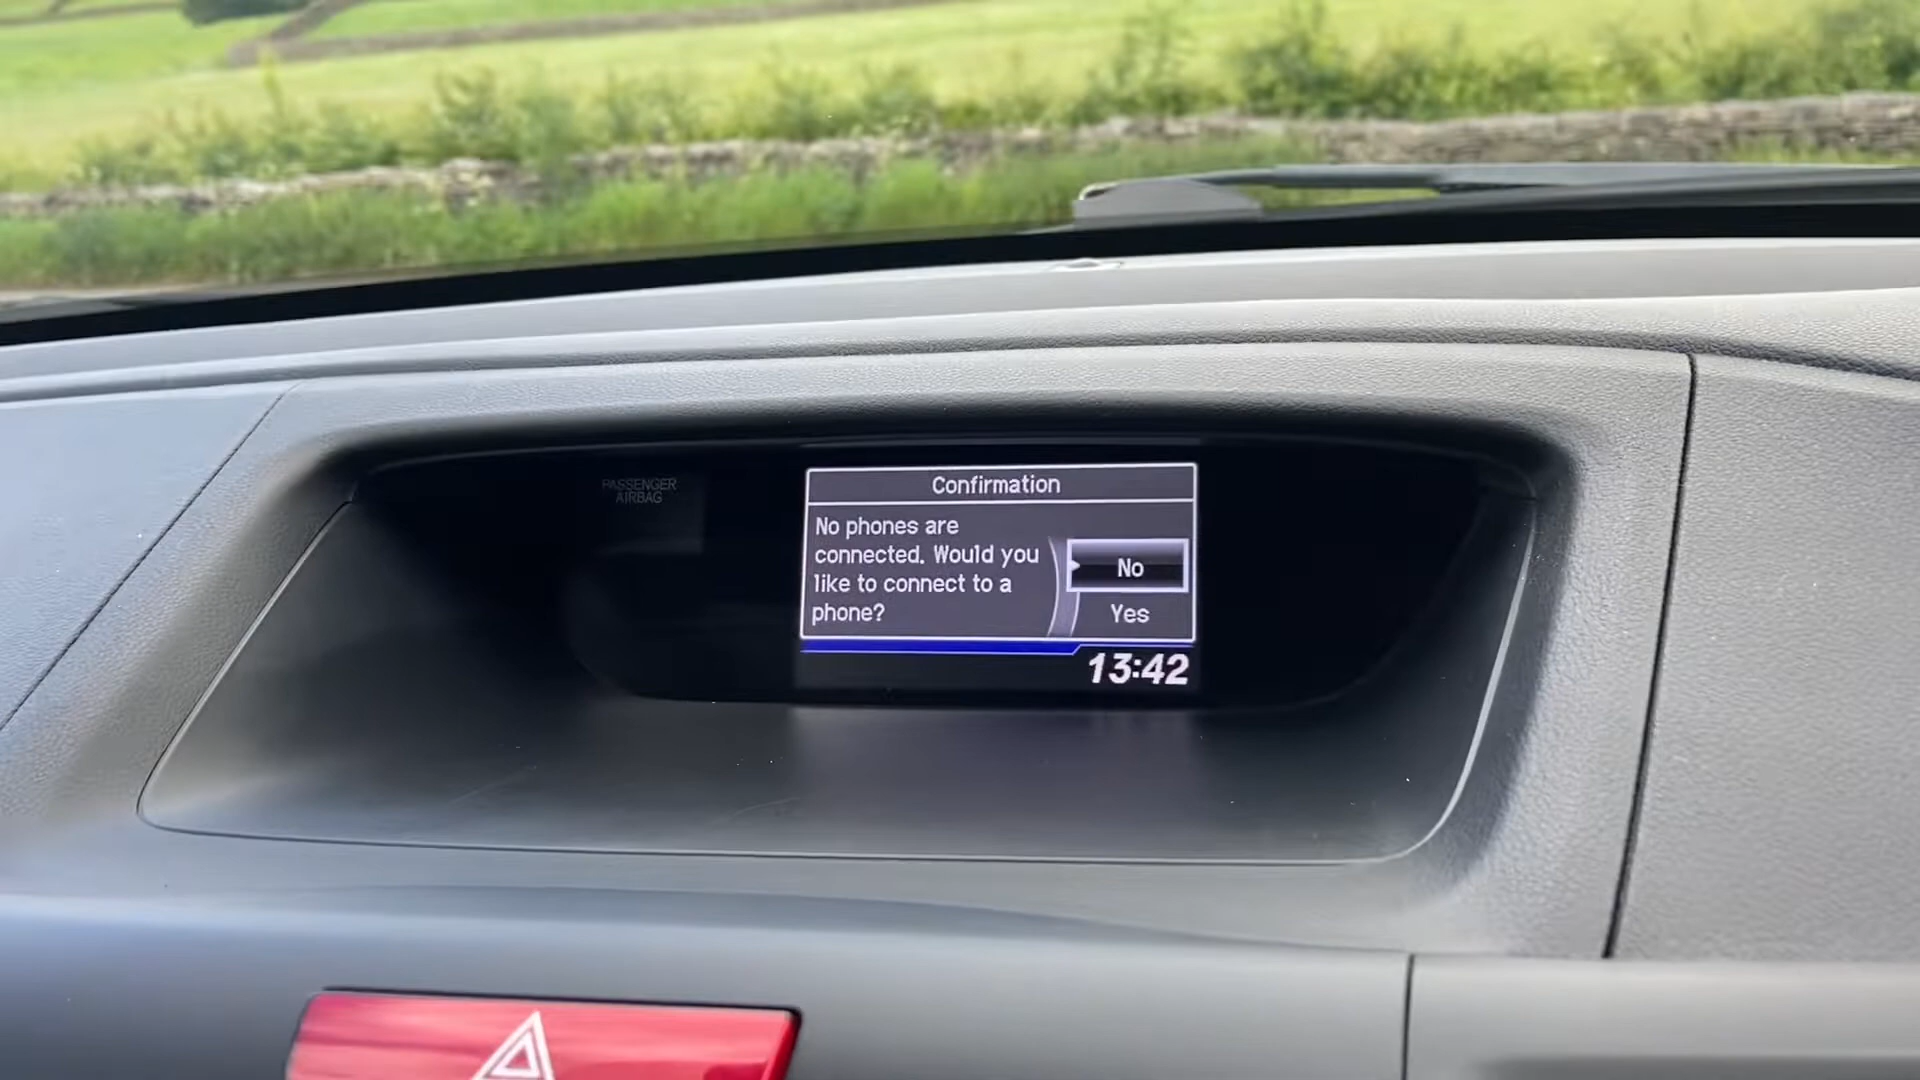 PASSENGER
AIRBAG
Confirmation
No phones are
connected. Would you
like to connect to a
phone?
No
Yes
13:42